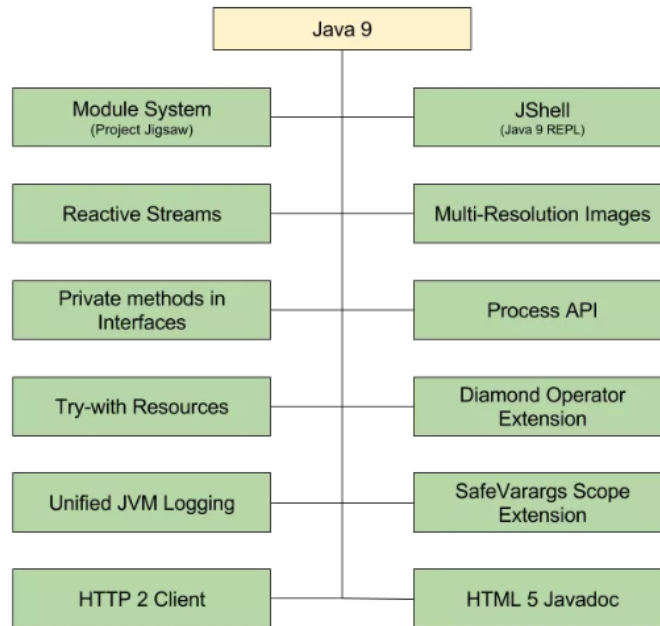 Java 9
Module System
(Project Jigsaw)
JShell
(Java 9 REPL)
Reactive Streams
Multi-Resolution Images
Private methods in
Interfaces
Process API
Try-with Resources
Diamond Operator
Extension
Unified JVM Logging
SafeVarargs Scope
Extension
HTTP 2 Client
HTML 5 Javadoc